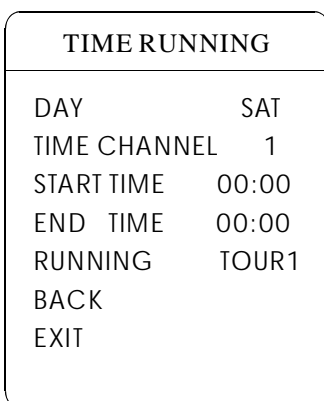 TIME RUNNING
DAY SAT
TIME CHANNEL 1
START TIME 00:00
END TIME 00:00
RUNNING TOUR1
BACK
EXIT